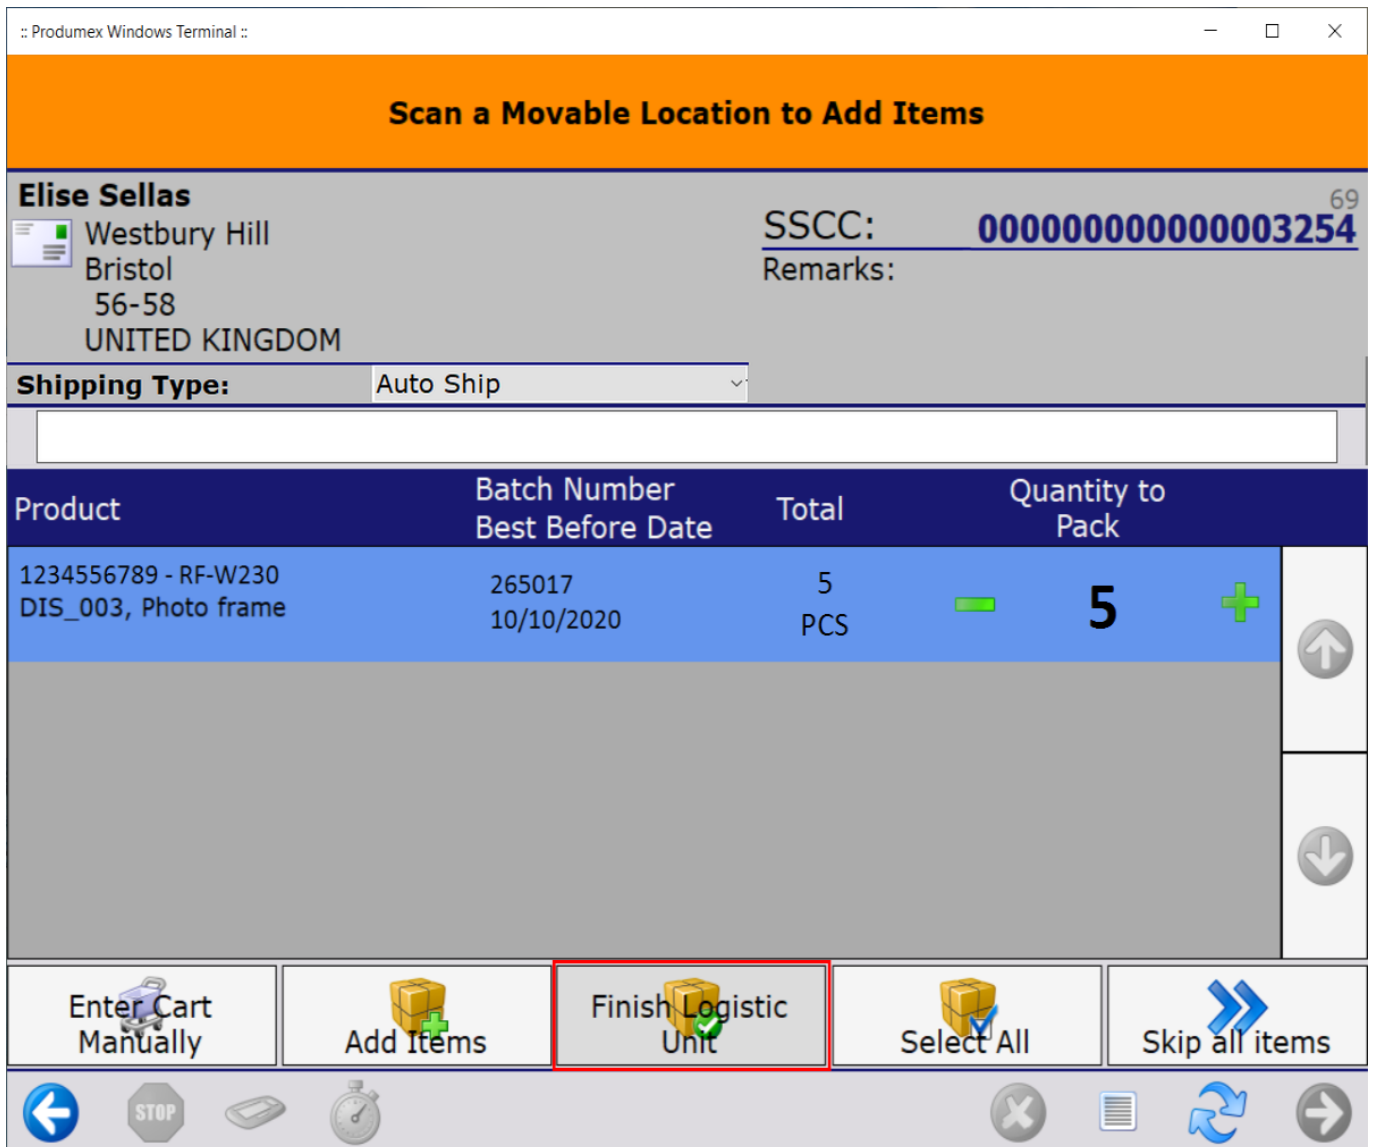 :: Produmex Windows Terminal ::
Scan a Movable Location to Add Items
Elise Sellas
Westbury Hill
Bristol
56-58
UNITED KINGDOM
69
SSCC: 000000000000003254
Remarks:
Shipping Type: Auto Ship
Product
Batch Number
Best Before Date
Total
Quantity to
Pack
1234556789 - RF-W230
DIS_003, Photo frame
265017
10/10/2020
5
PCS
5
Enter Cart
Manually
Add Items
Finish Logistic
Unit
Select All
Skip all items
STOP